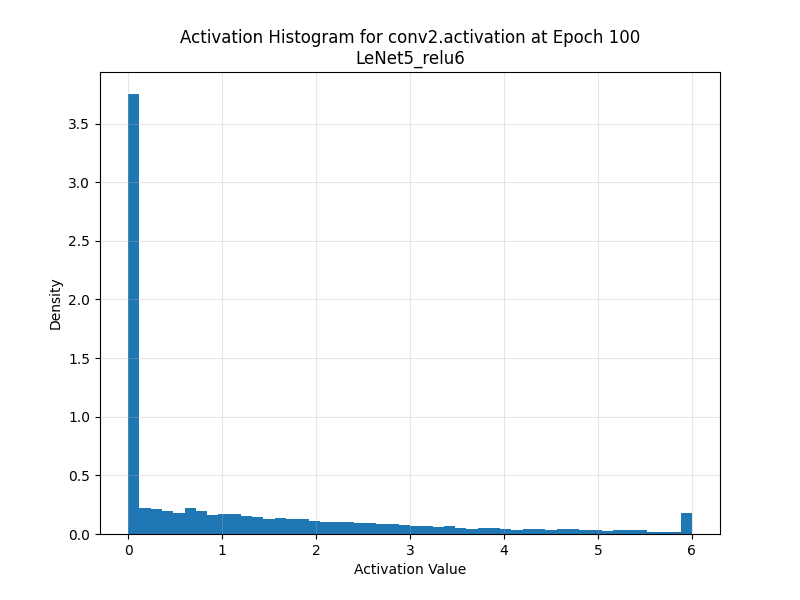 Activation Histogram for conv2.activation at Epoch 100
LeNet5_relu6
3.5
3.0
2.5
2.0
1.5
1.0
0.5
0.0
Density
0 1 2 3 4 5 6
Activation Value